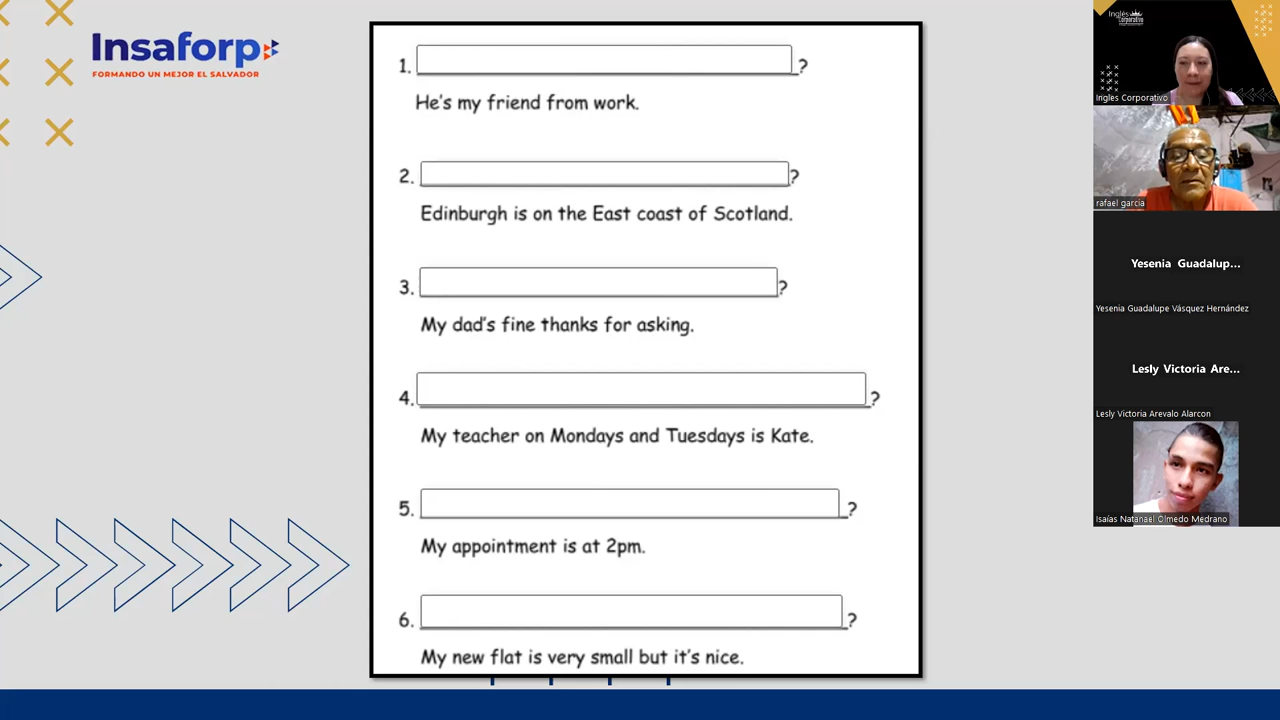 Insaforp
FORMANDO UN MEJOR EL SALVADOR
1. ?
He's my friend from work.
2. ?
Edinburgh is on the East coast of Scotland.
3. ?
My dad's fine thanks for asking.
4. ?
My teacher on Mondays and Tuesdays is Kate.
5. ?
My appointment is at 2pm.
6. ?
My new flat is very small but it's nice.
Inglés
Corporativo
Ingles Corporativo
rafael garcia
Yesenia Guadalup...
Yesenia Guadalupe Vásquez Hernández
Lesly Victoria Are...
Lesly Victoria Arevalo Alarcon
Isaías Natanael Olmedo Medrano